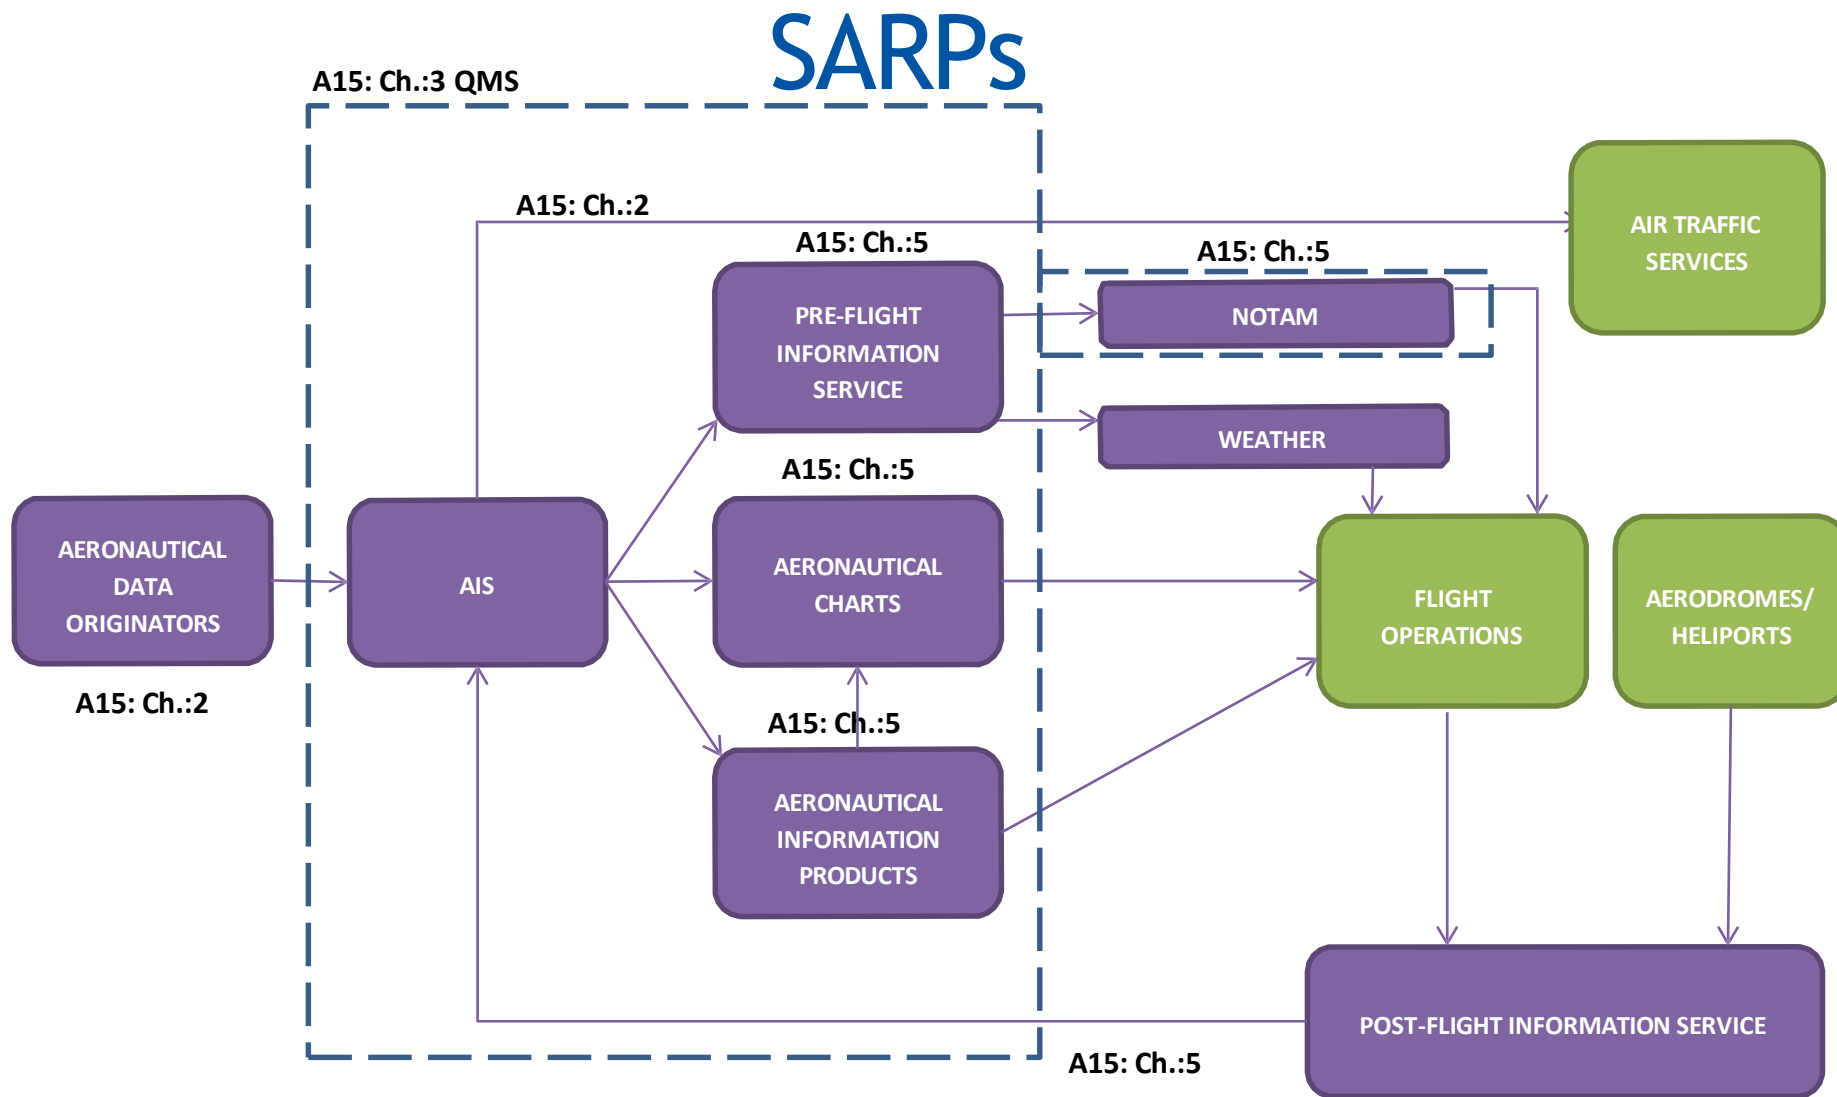 SARPs
A15: Ch.:3 QMS
A15: Ch.:2
A15: Ch.:5
A15: Ch.:5
AIR TRAFFIC
SERVICES
PRE-FLIGHT
INFORMATION
SERVICE
NOTAM
WEATHER
A15: Ch.:5
AERONAUTICAL
DATA
ORIGINATORS
AIS
AERONAUTICAL
CHARTS
FLIGHT
OPERATIONS
AERODROMES/
HELIPORTS
A15: Ch.:2
A15: Ch.:5
AERONAUTICAL
INFORMATION
PRODUCTS
POST-FLIGHT INFORMATION SERVICE
A15: Ch.:5